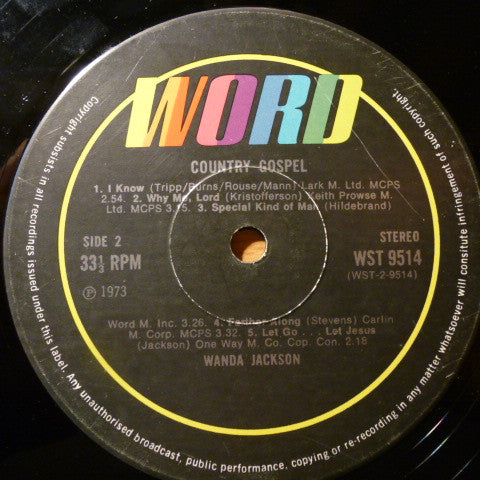 WORD
COUNTRY GOSPEL
1. I Know (Tripp/Burns/Rouse/Mann) Lark M. Ltd. MCPS
2.54. 2. Why Me, Lord (Kristofferson) Keith Prowse M.
Ltd. MCPS 3.15. 3. Special Kind of Man (Hildebrand)
SIDE 2
33⅓ RPM
Ⓟ 1973
STEREO
WST 9514
(WST-2-9514)
Word M. Inc. 3.26. 4. Farther Along (Stevens) Carlin
M. Corp. MCPS 3.32. 5. Let Go . . . Let Jesus
(Jackson) One Way M. Co. Cop. Con. 2.18
WANDA JACKSON
Copyright subsists in all recordings issued under this label. Any unauthorised broadcast, public performance, copying or re-recording in any matter whatsoever will consitute infringement of such copyright.